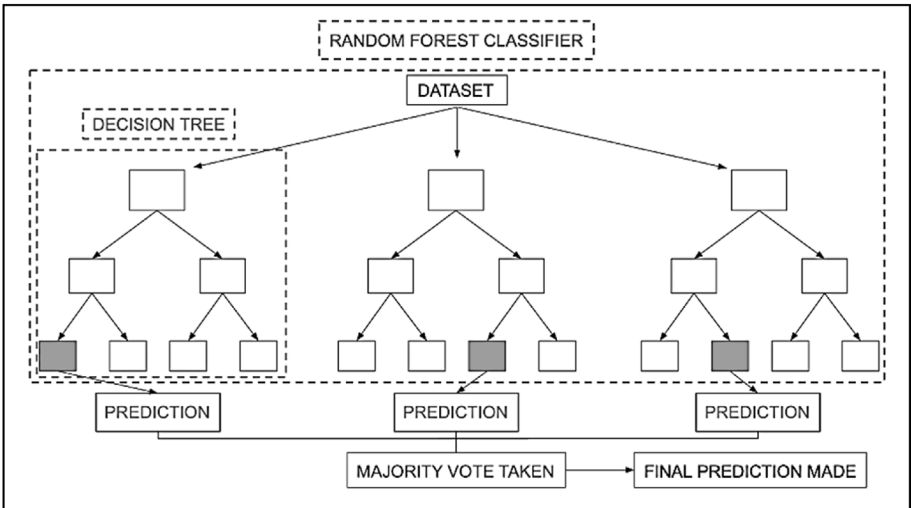 RANDOM FOREST CLASSIFIER
DATASET
DECISION TREE
PREDICTION
PREDICTION
PREDICTION
MAJORITY VOTE TAKEN
FINAL PREDICTION MADE